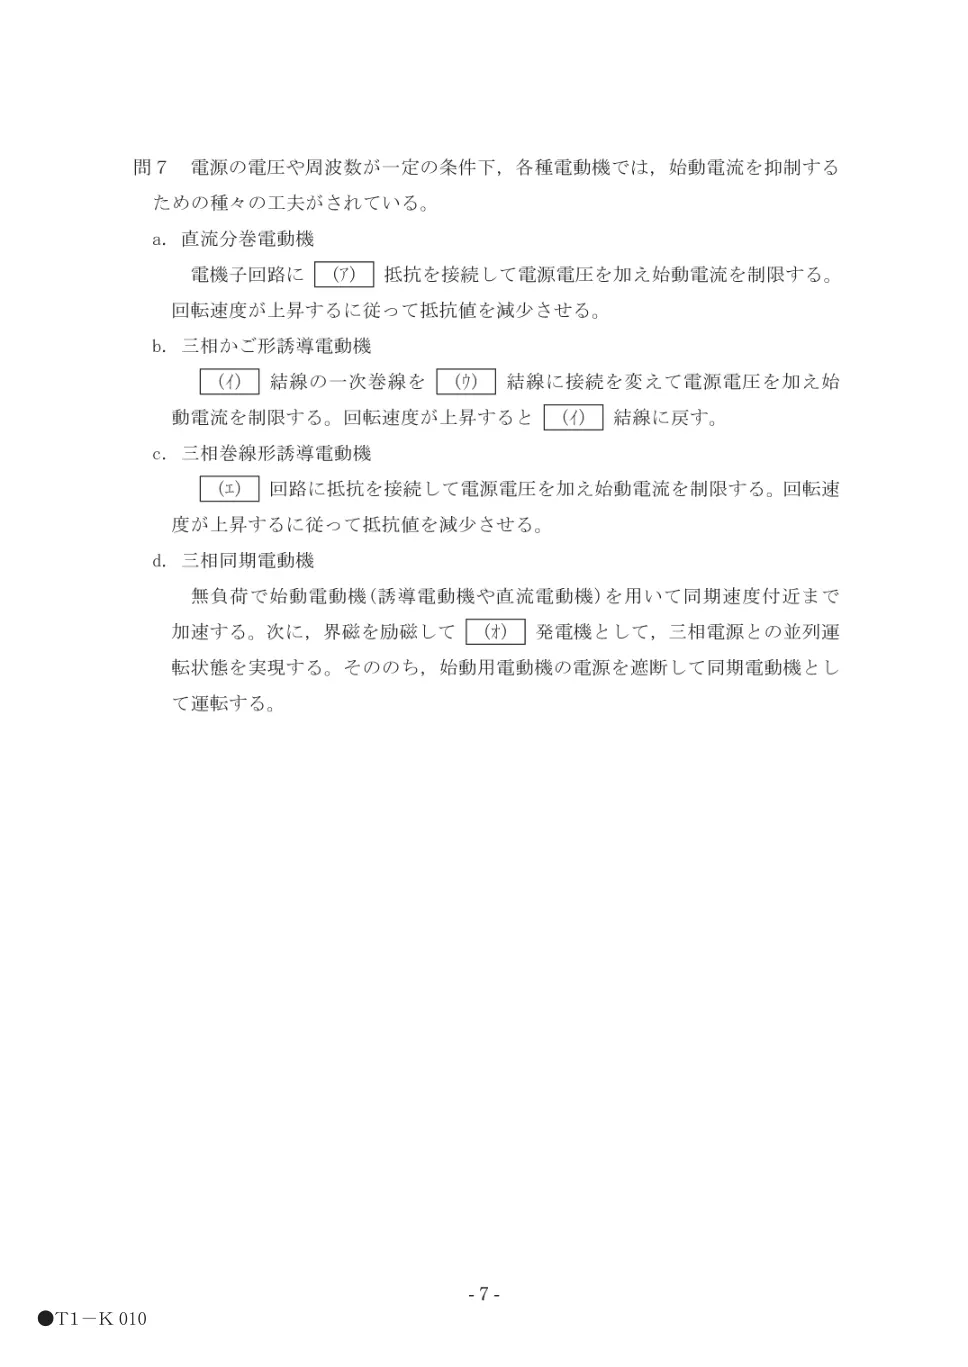 問７　電源の電圧や周波数が一定の条件下，各種電動機では，始動電流を抑制する
ための種々の工夫がされている。
a．直流分巻電動機
電機子回路に (ｱ) 抵抗を接続して電源電圧を加え始動電流を制限する。
回転速度が上昇するに従って抵抗値を減少させる。
b．三相かご形誘導電動機
(ｲ) 結線の一次巻線を (ｳ) 結線に接続を変えて電源電圧を加え始
動電流を制限する。回転速度が上昇すると (ｲ) 結線に戻す。
c．三相巻線形誘導電動機
(ｴ) 回路に抵抗を接続して電源電圧を加え始動電流を制限する。回転速
度が上昇するに従って抵抗値を減少させる。
d．三相同期電動機
無負荷で始動電動機(誘導電動機や直流電動機)を用いて同期速度付近まで
加速する。次に，界磁を励磁して (ｵ) 発電機として，三相電源との並列運
転状態を実現する。そののち，始動用電動機の電源を遮断して同期電動機とし
て運転する。
- 7 -
●T1－K 010